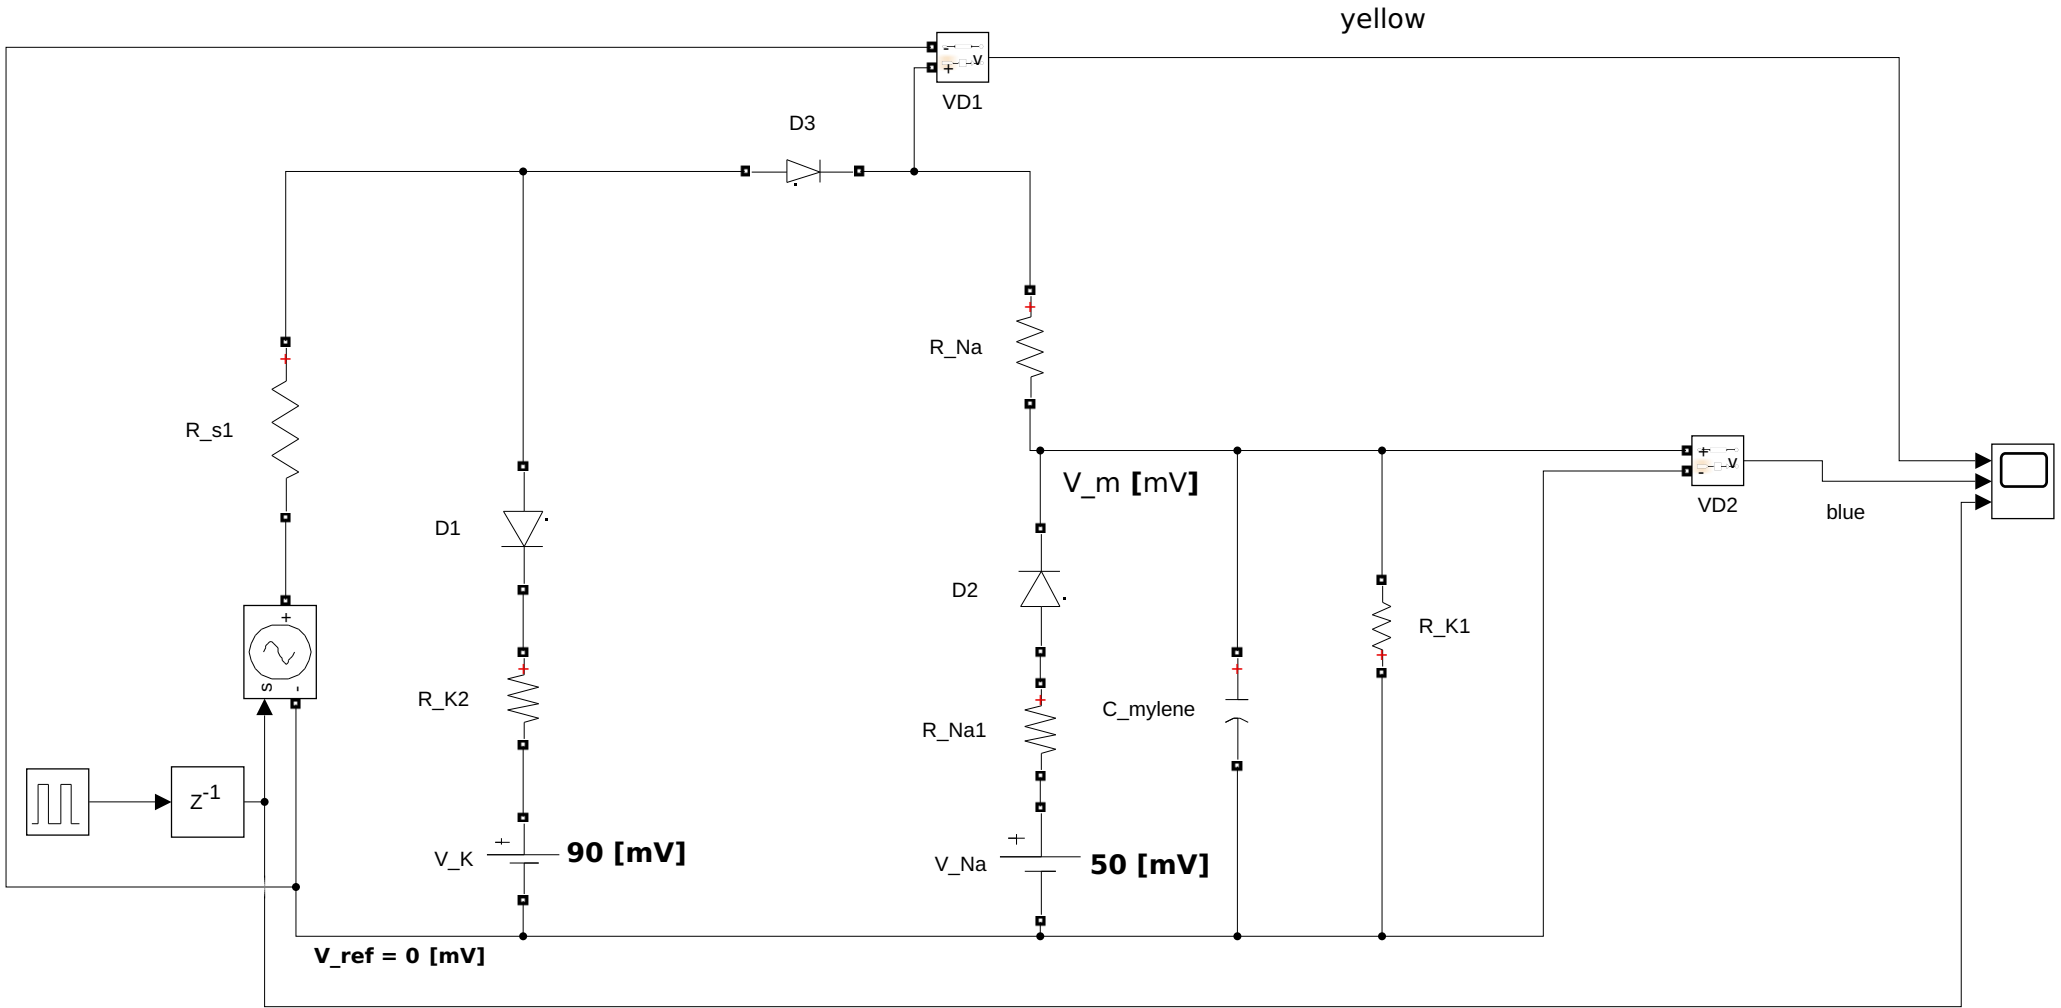 yellow
-
+
v
VD1
D3
+
R_Na
+
R_s1
V_m [mV]
+
-
v
VD2
blue
D1
D2
+
s
-
+
R_K2
+
R_Na1
+
C_mylene
R_K1
+
Z-1
+
V_K
90 [mV]
+
V_Na
50 [mV]
V_ref = 0 [mV]